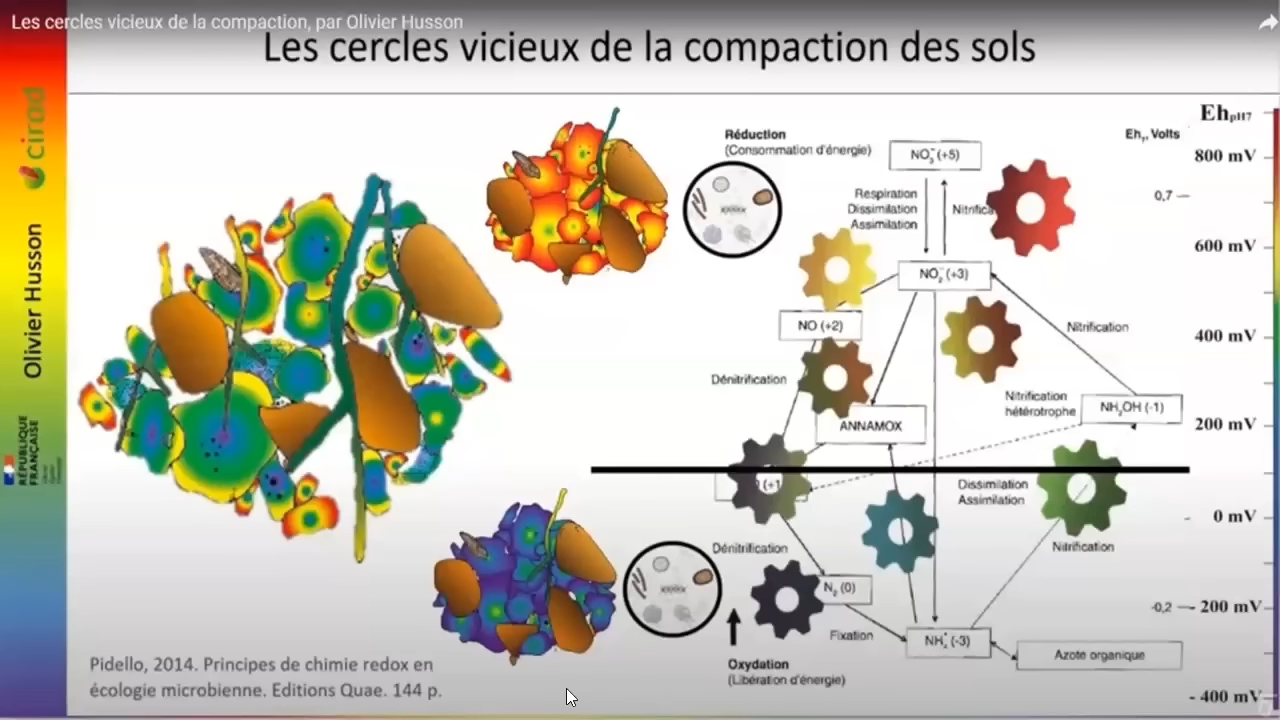 Les cercles vicieux de la compaction, par Olivier Husson
Les cercles vicieux de la compaction des sols
cirad
Olivier Husson
RÉPUBLIQUE
FRANÇAISE
Réduction
(Consommation d'énergie)
NO₃⁻(+5)
Eh₇, Volts
EhpH7
800 mV
0,7
Respiration
Dissimilation
Assimilation
Nitrifica
600 mV
NO₂⁻(+3)
NO (+2)
Nitrification
400 mV
Dénitrification
Nitrification
hétérotrophe
NH₂OH (-1)
200 mV
ANNAMOX
(+1
Dissimilation
Assimilation
0 mV
Dénitrification
Nitrification
N₂ (0)
-0,2
- 200 mV
Fixation
NH₄⁺(-3)
Azote organique
Oxydation
(Libération d'énergie)
- 400 mV
Pidello, 2014. Principes de chimie redox en
écologie microbienne. Editions Quae. 144 p.